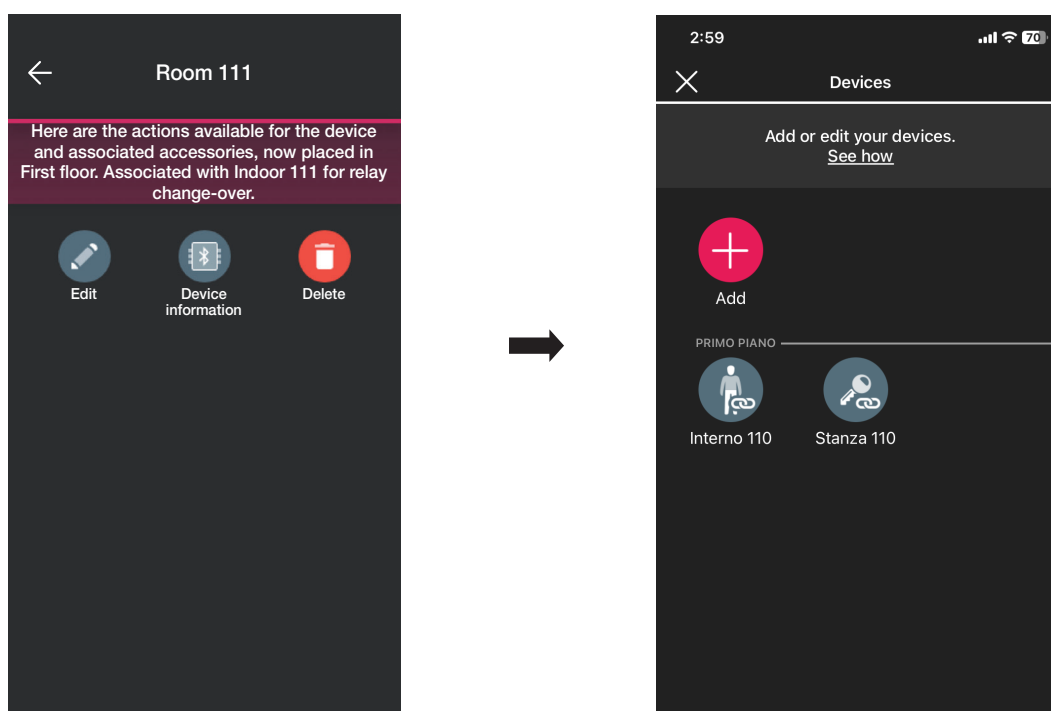 Room 111
Here are the actions available for the device
and associated accessories, now placed in
First floor. Associated with Indoor 111 for relay
change-over.
Edit
Device
information
Delete
2:59
70
Devices
Add or edit your devices.
See how
Add
PRIMO PIANO
Interno 110
Stanza 110